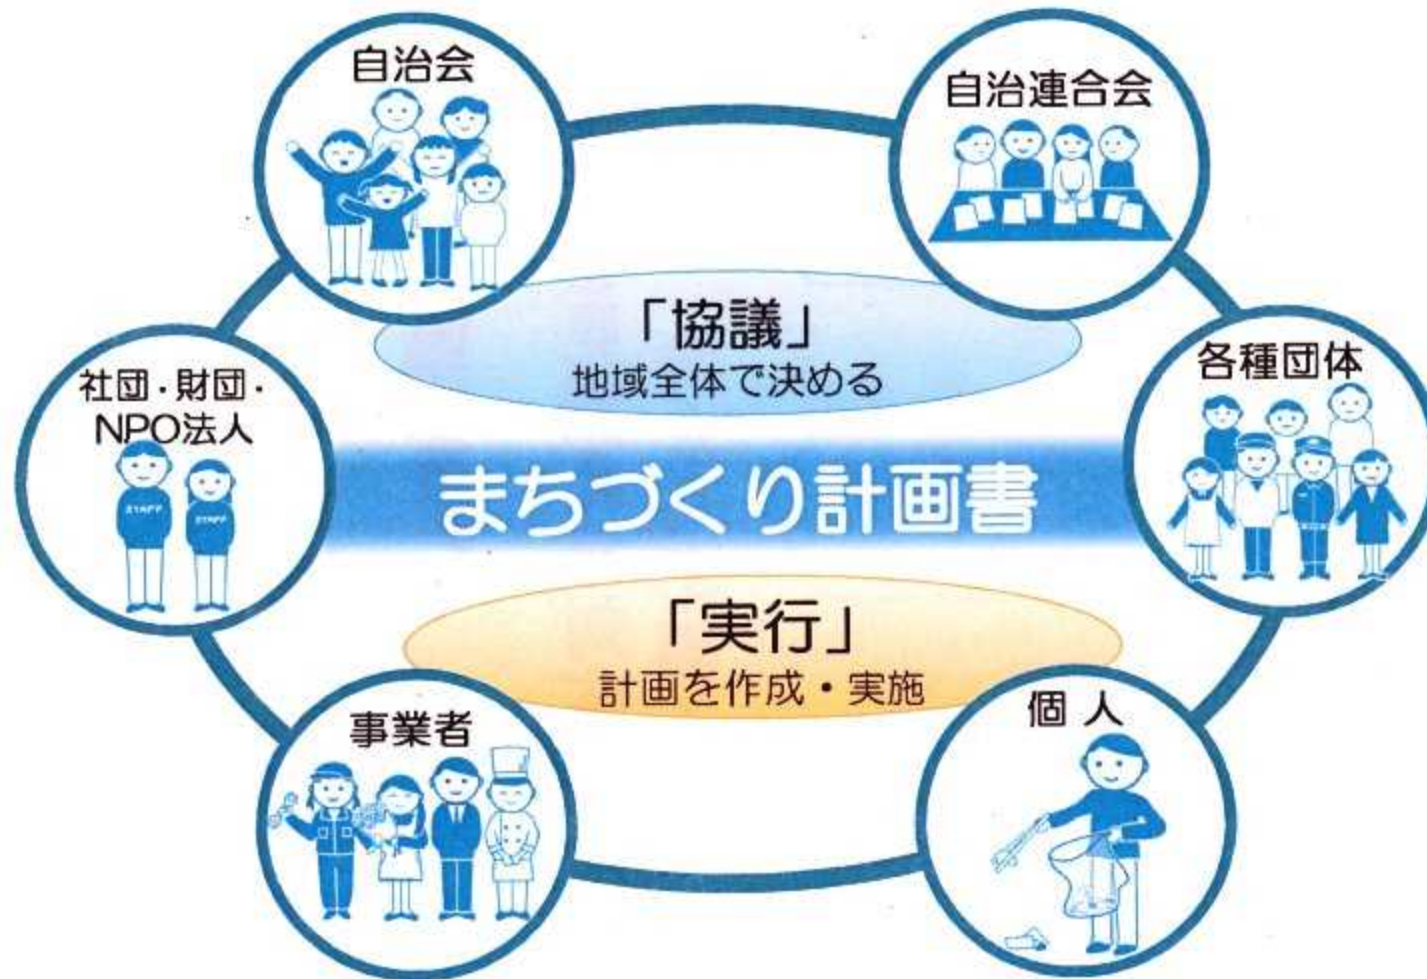 自治会
自治連合会
「協議」
地域全体で決める
各種団体
社団・財団・
NPO法人
STAFF
STAFF
まちづくり計画書
「実行」
計画を作成・実施
事業者
個人